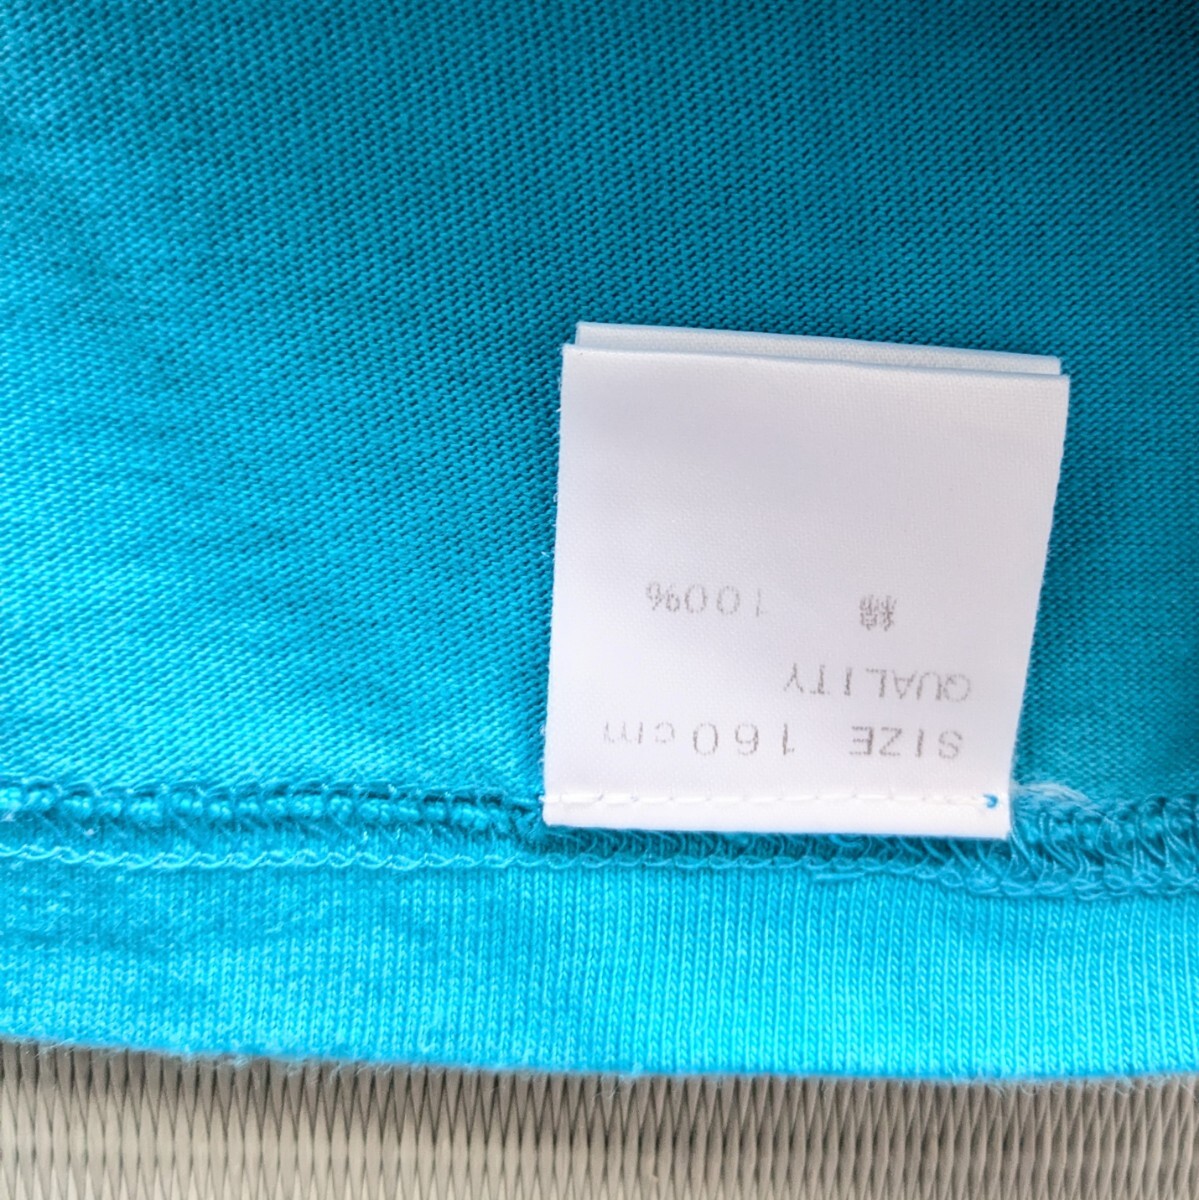 SIZE 160cm
QUALITY
綿 100%